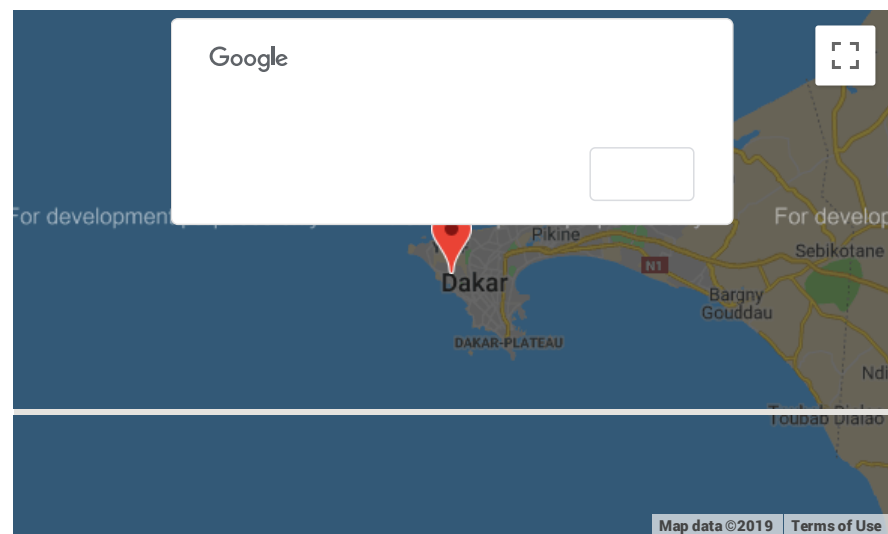 Google
For development
For develop
Pikine
Sebikotane
N1
Dakar
Bargny
Gouddau
DAKAR-PLATEAU
Ndi
Toubab Dialao
Map data ©2019
Terms of Use